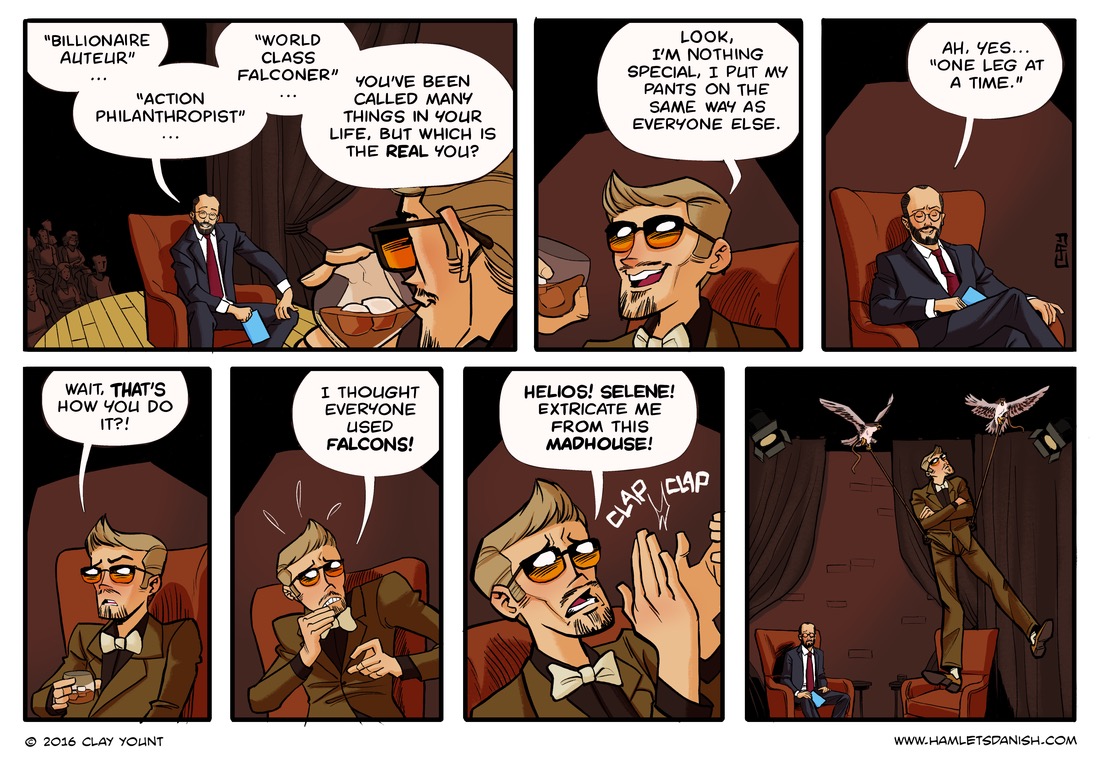 "BILLIONAIRE
AUTEUR"
...
"ACTION
PHILANTHROPIST"
...
"WORLD
CLASS
FALCONER"
...
YOU'VE BEEN
CALLED MANY
THINGS IN YOUR
LIFE, BUT WHICH IS
THE REAL YOU?
LOOK,
I'M NOTHING
SPECIAL, I PUT MY
PANTS ON THE
SAME WAY AS
EVERYONE ELSE.
AH, YES...
"ONE LEG AT
A TIME."
CLAY
WAIT, THAT'S
HOW YOU DO
IT?!
I THOUGHT
EVERYONE
USED
FALCONS!
HELIOS! SELENE!
EXTRICATE ME
FROM THIS
MADHOUSE!
CLAP CLAP
© 2016 CLAY YOUNT
WWW.HAMLETSDANISH.COM